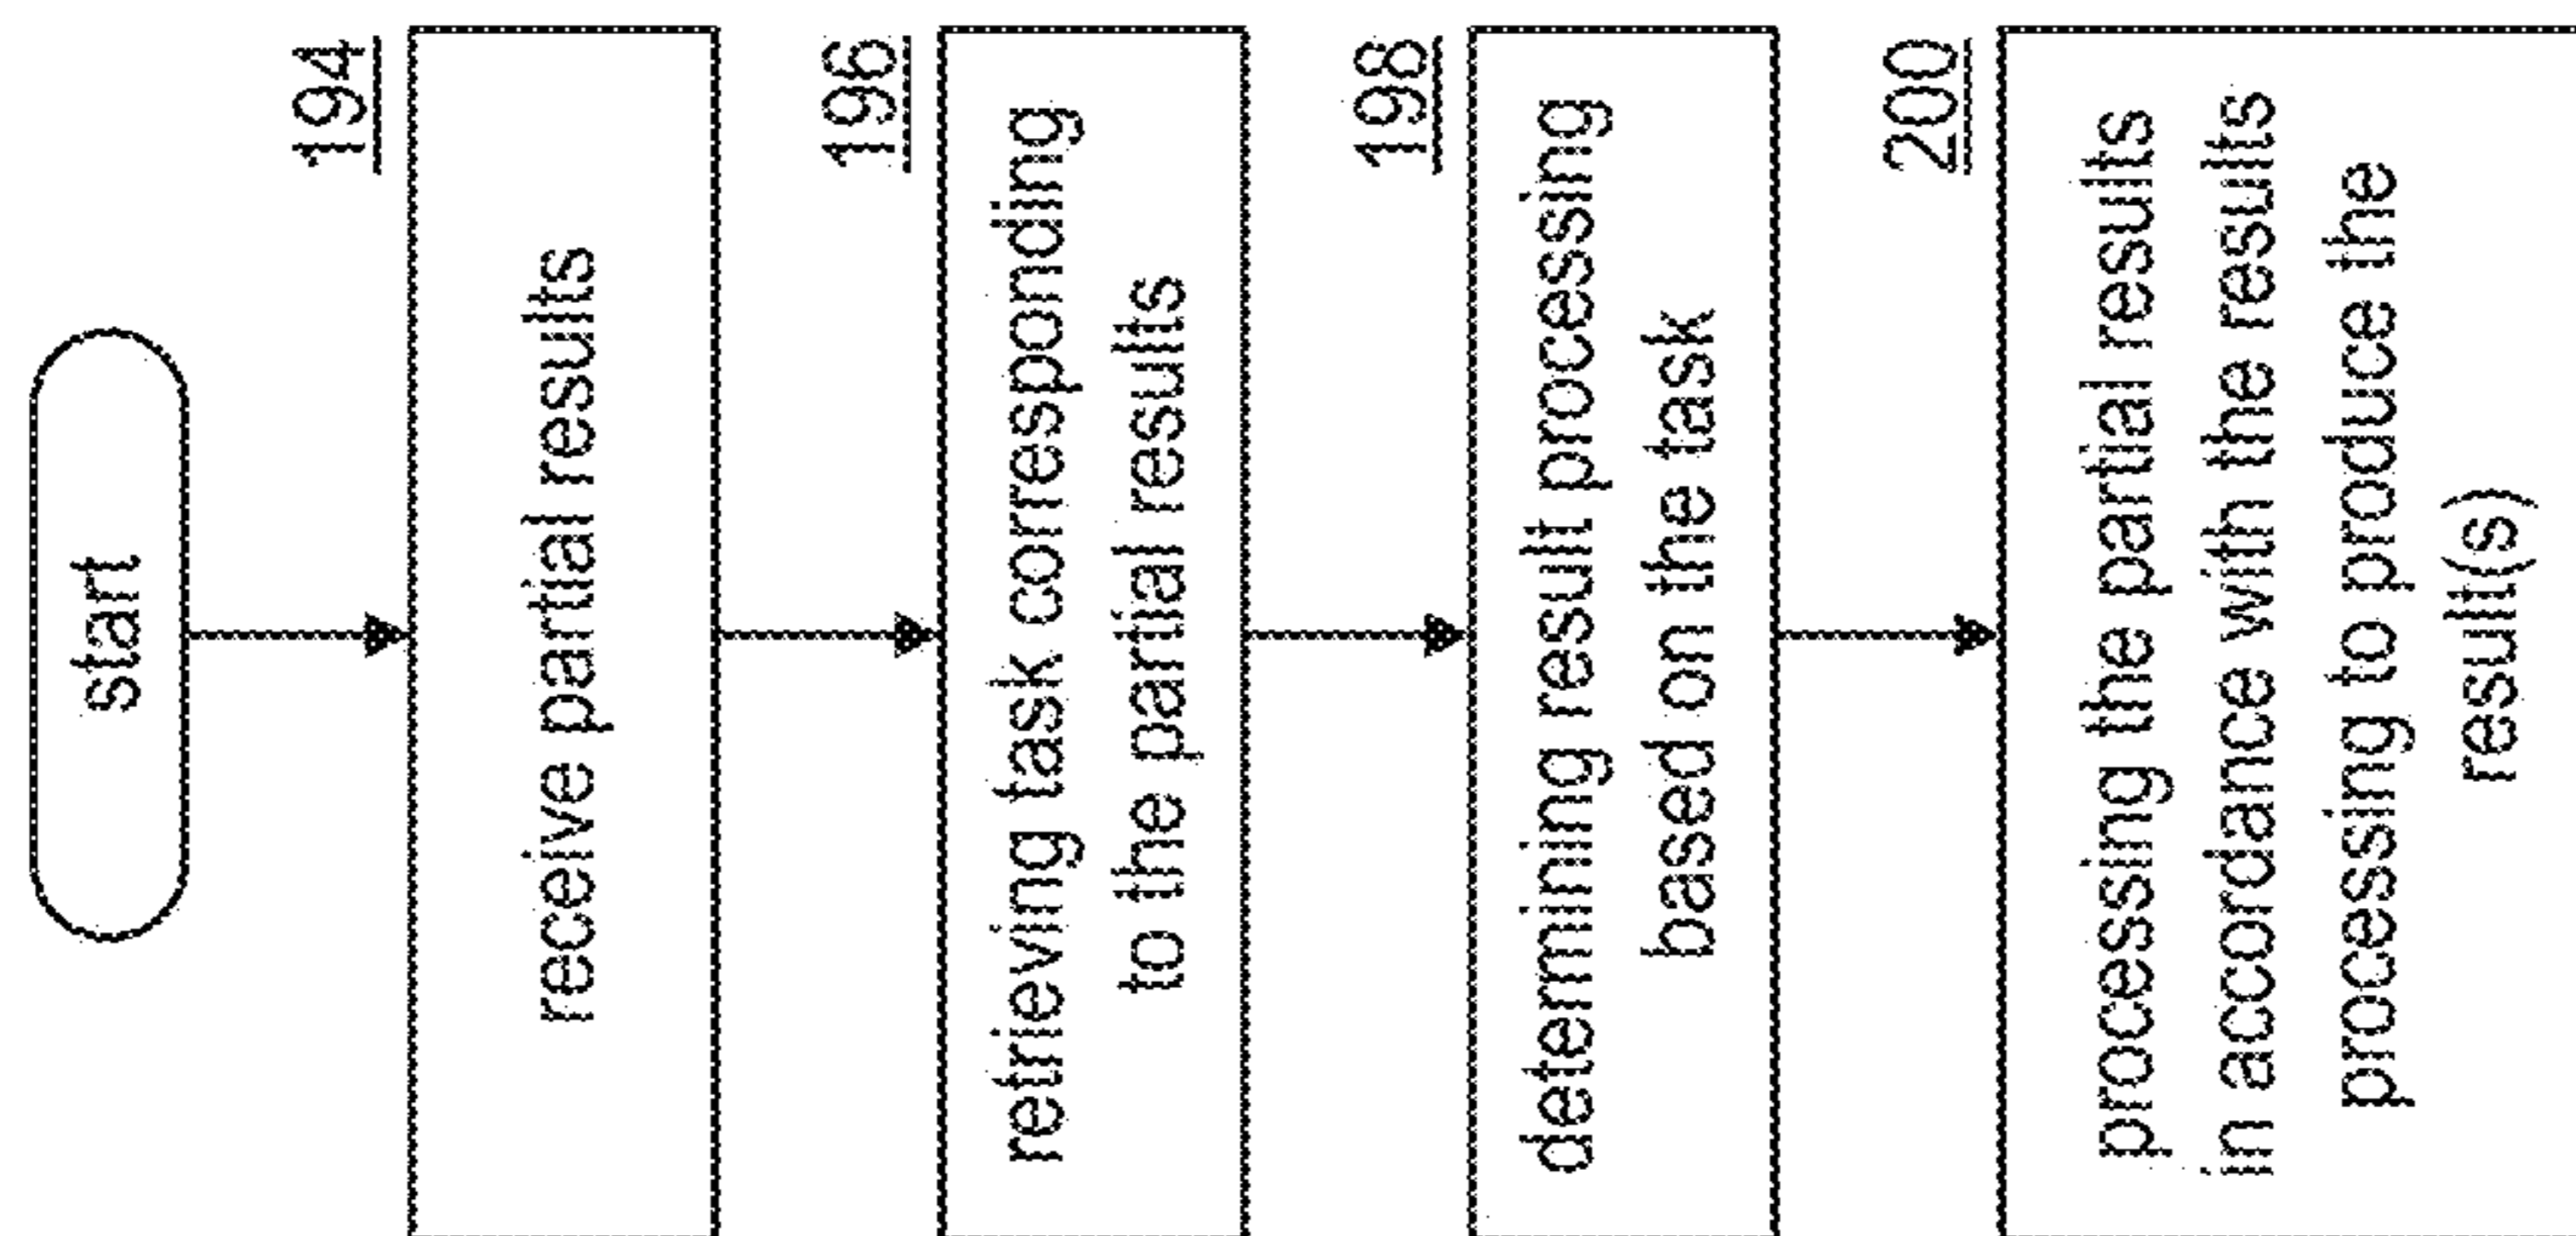 start
194
receive partial results
196
retrieving task corresponding
to the partial results
198
determining result processing
based on the task
200
processing the partial results
in accordance with the results
processing to produce the
result(s)